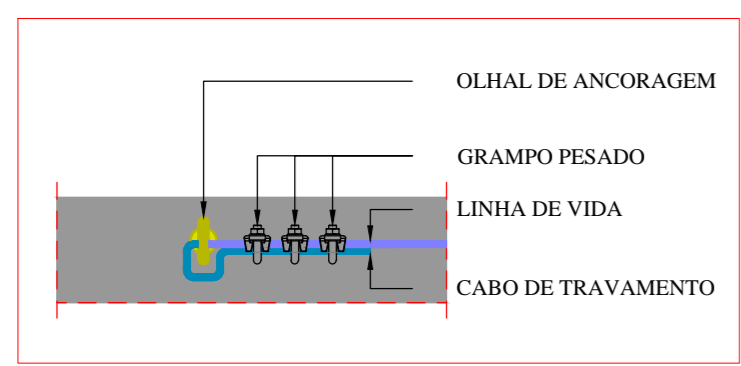 OLHAL DE ANCORAGEM
GRAMPO PESADO
LINHA DE VIDA
CABO DE TRAVAMENTO